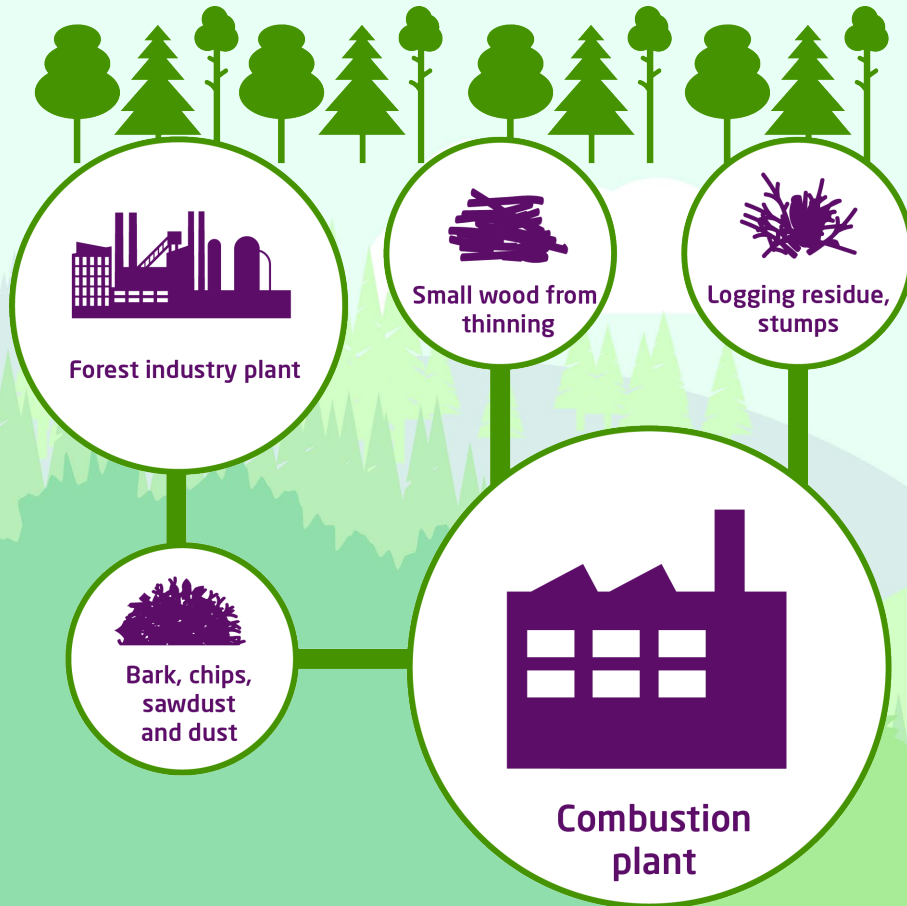 Small wood from
thinning
Logging residue,
stumps
Forest industry plant
Bark, chips,
sawdust
and dust
Combustion
plant